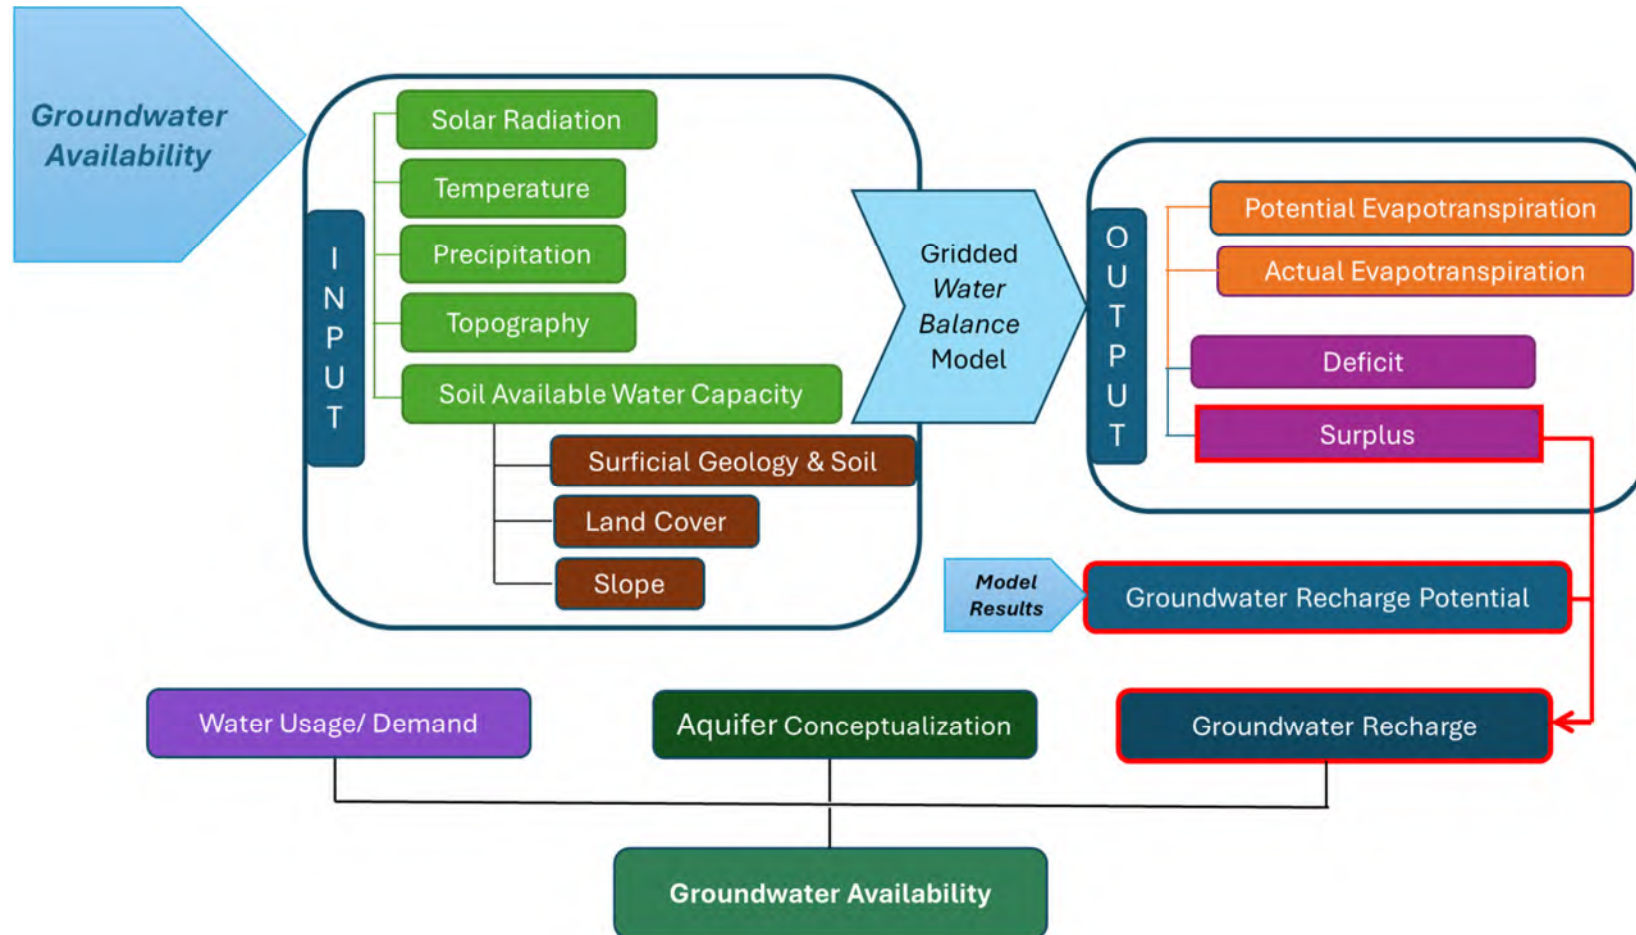 Groundwater
Availability
INPUT
Solar Radiation
Temperature
Precipitation
Topography
Soil Available Water Capacity
Surficial Geology & Soil
Land Cover
Slope
Gridded
Water
Balance
Model
OUTPUT
Potential Evapotranspiration
Actual Evapotranspiration
Deficit
Surplus
Model
Results
Groundwater Recharge Potential
Water Usage/ Demand
Aquifer Conceptualization
Groundwater Recharge
Groundwater Availability